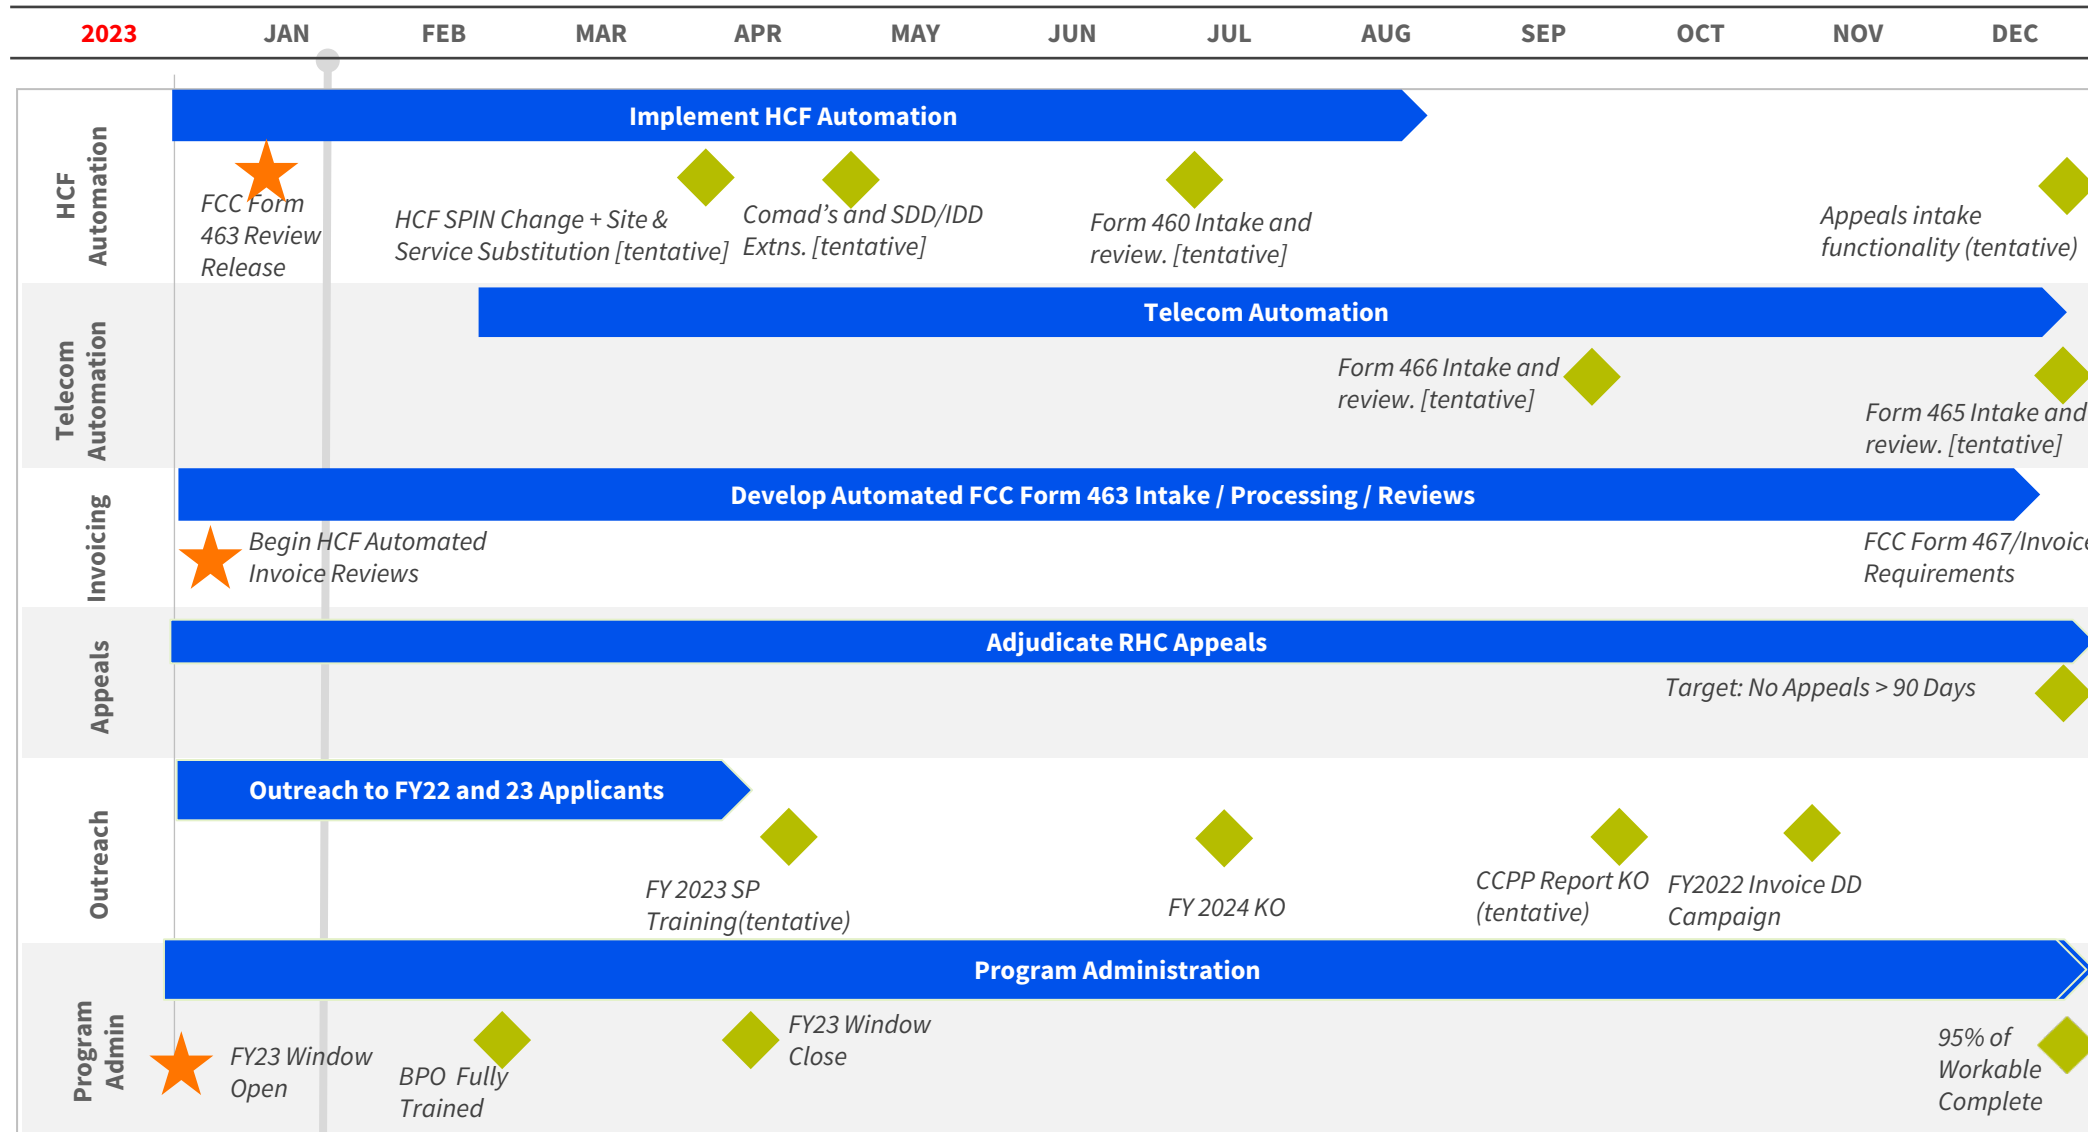 2023 JAN FEB MAR APR MAY JUN JUL AUG SEP OCT NOV DEC
HCF
Automation
Implement HCF Automation
FCC Form
463 Review
Release
HCF SPIN Change + Site &
Service Substitution [tentative]
Comad's and SDD/IDD
Extns. [tentative]
Form 460 Intake and
review. [tentative]
Appeals intake
functionality (tentative)
Telecom
Automation
Telecom Automation
Form 466 Intake and
review. [tentative]
Form 465 Intake and
review. [tentative]
Invoicing
Develop Automated FCC Form 463 Intake / Processing / Reviews
Begin HCF Automated
Invoice Reviews
FCC Form 467/Invoice
Requirements
Appeals
Adjudicate RHC Appeals
Target: No Appeals > 90 Days
Outreach
Outreach to FY22 and 23 Applicants
FY 2023 SP
Training(tentative)
FY 2024 KO
CCPP Report KO
(tentative)
FY2022 Invoice DD
Campaign
Program
Admin
Program Administration
FY23 Window
Open
BPO Fully
Trained
FY23 Window
Close
95% of
Workable
Complete